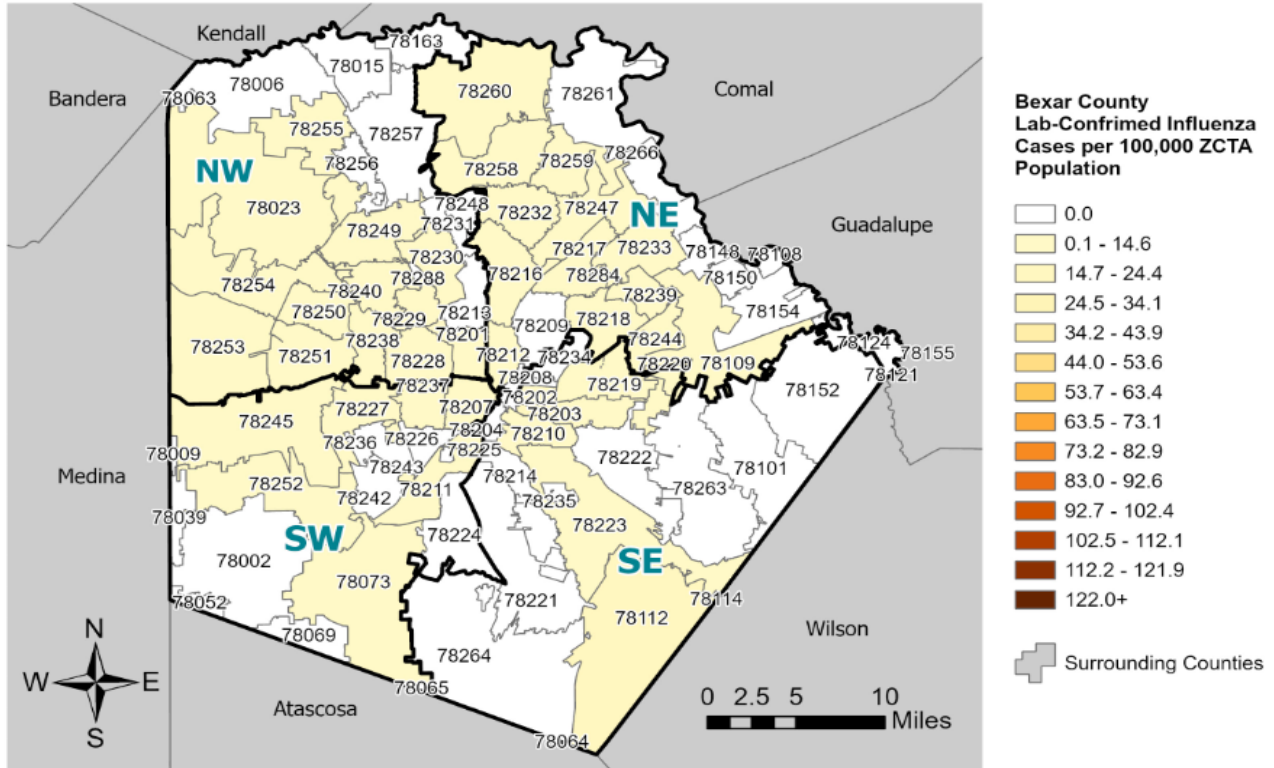 Kendall
78163
78015
78006
Bandera
78063
78260
78261
Comal
78255
78257
78256
NW
78258
78259
78266
78023
78248
78232
78247
NE
78249
78231
Guadalupe
78230
78217
78233
78148
78108
78254
78288
78216
78284
78150
78240
78239
78250
78229
78213
78209
78218
78154
78253
78238
78201
78244
78124
78251
78228
78212
78234
78220
78109
78155
78237
78208
78219
78152
78121
78245
78227
78207
78202
78203
78236
78226
78204
78210
78009
78225
78222
78101
Medina
78243
78214
78252
78242
78211
78235
78263
78039
78223
SW
78224
78002
SE
78073
78052
78221
78114
78112
78069
Wilson
78264
78065
Atascosa
78064
N
W
E
S
0 2.5 5 10
Miles
Bexar County
Lab-Confrimed Influenza
Cases per 100,000 ZCTA
Population
0.0
0.1 - 14.6
14.7 - 24.4
24.5 - 34.1
34.2 - 43.9
44.0 - 53.6
53.7 - 63.4
63.5 - 73.1
73.2 - 82.9
83.0 - 92.6
92.7 - 102.4
102.5 - 112.1
112.2 - 121.9
122.0+
Surrounding Counties